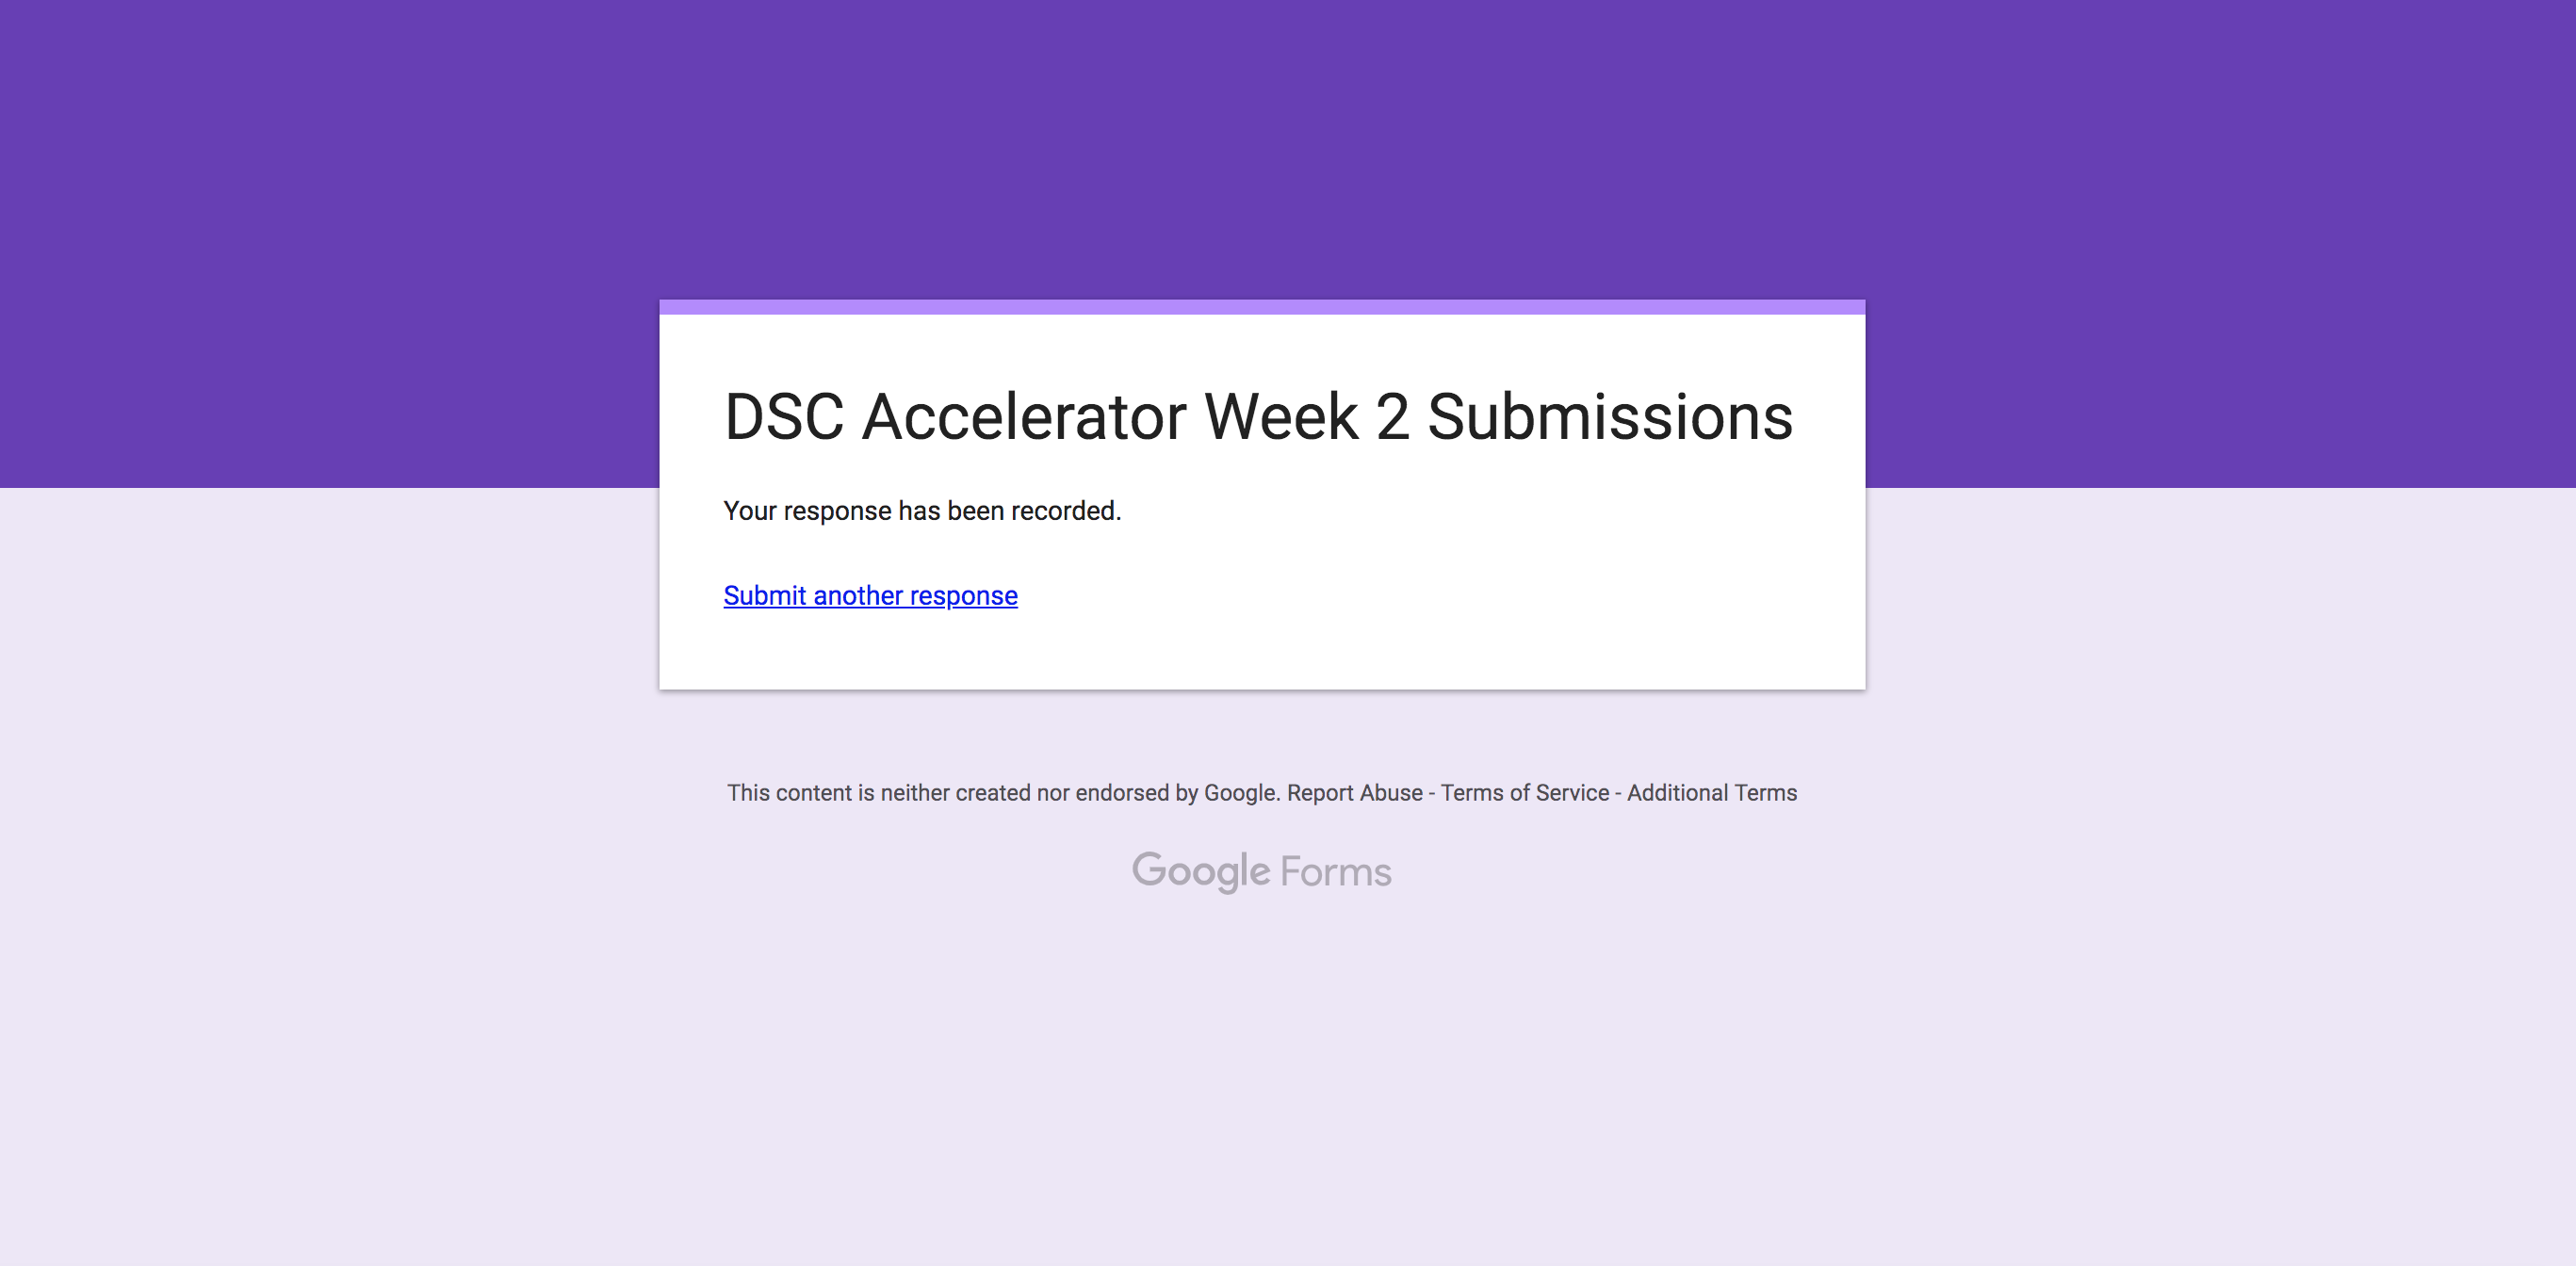 DSC Accelerator Week 2 Submissions
Your response has been recorded.
Submit another response
This content is neither created nor endorsed by Google. Report Abuse - Terms of Service - Additional Terms
Google Forms